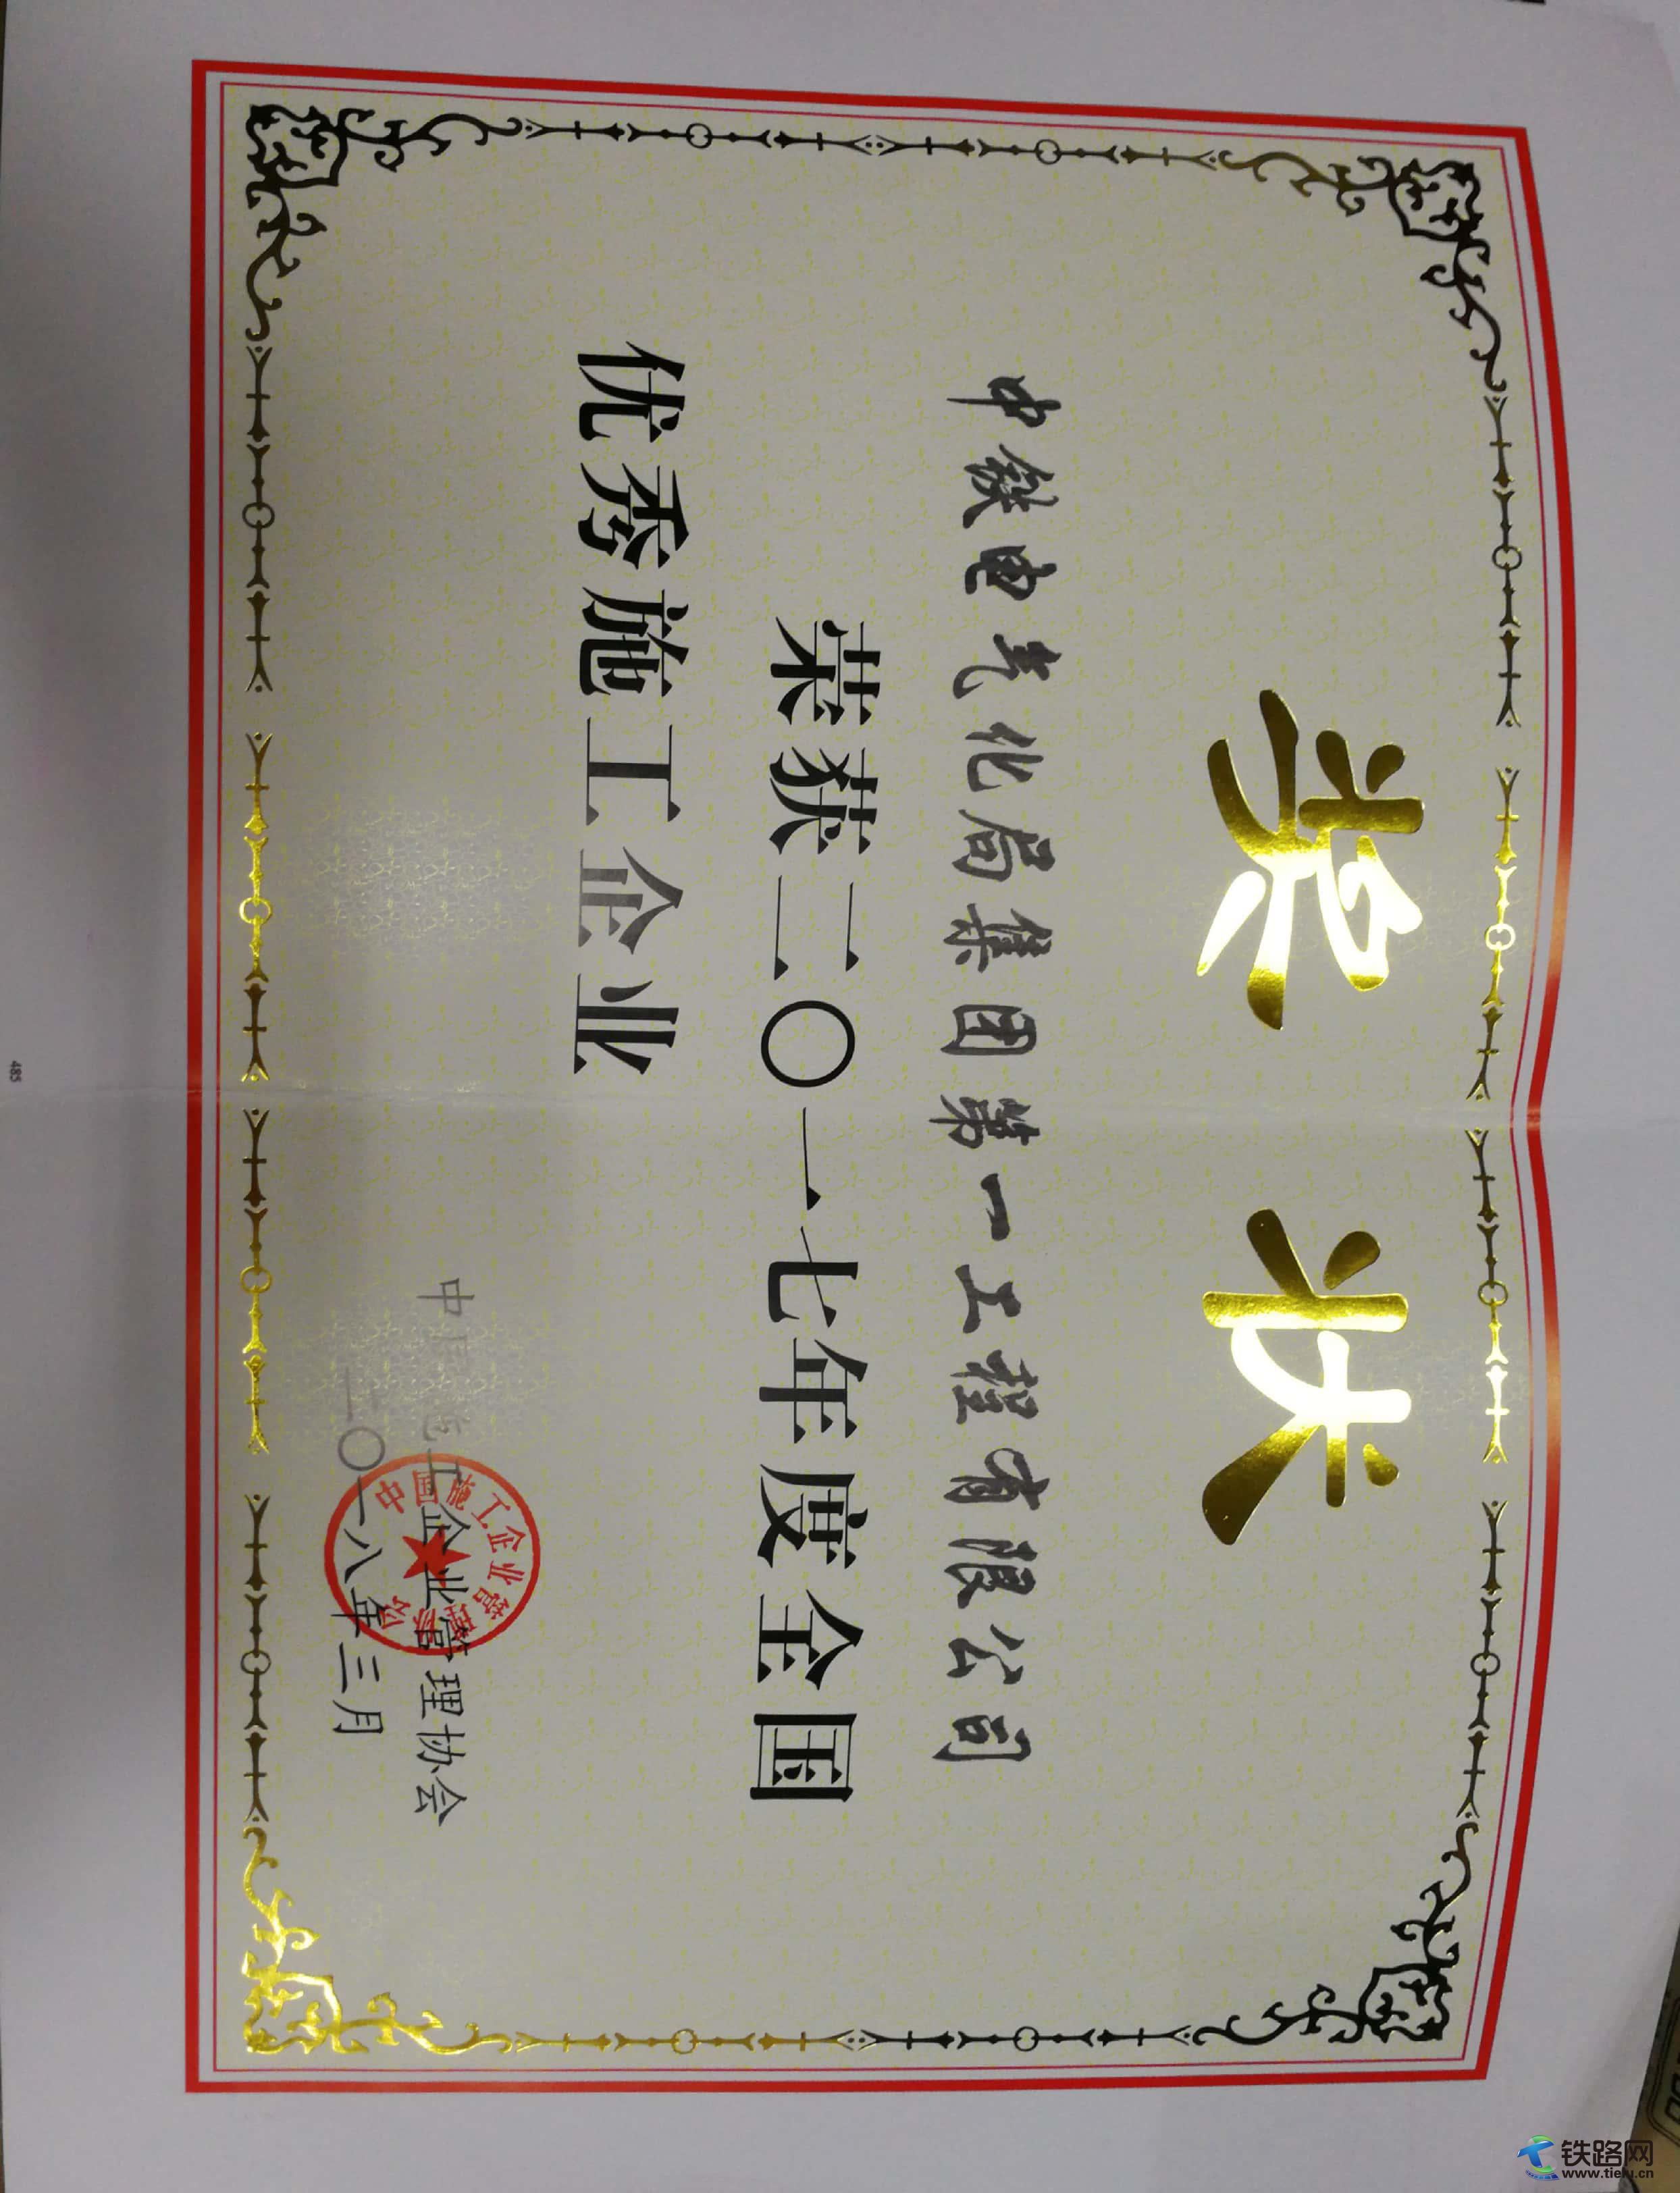 奖状
中铁电气化局集团第一工程有限公司
荣获二〇一七年度全国
优秀施工企业
中国施工企业管理协会
二〇一八年三月
中国施工企业管理协会
485
铁路网
www.tielu.cn